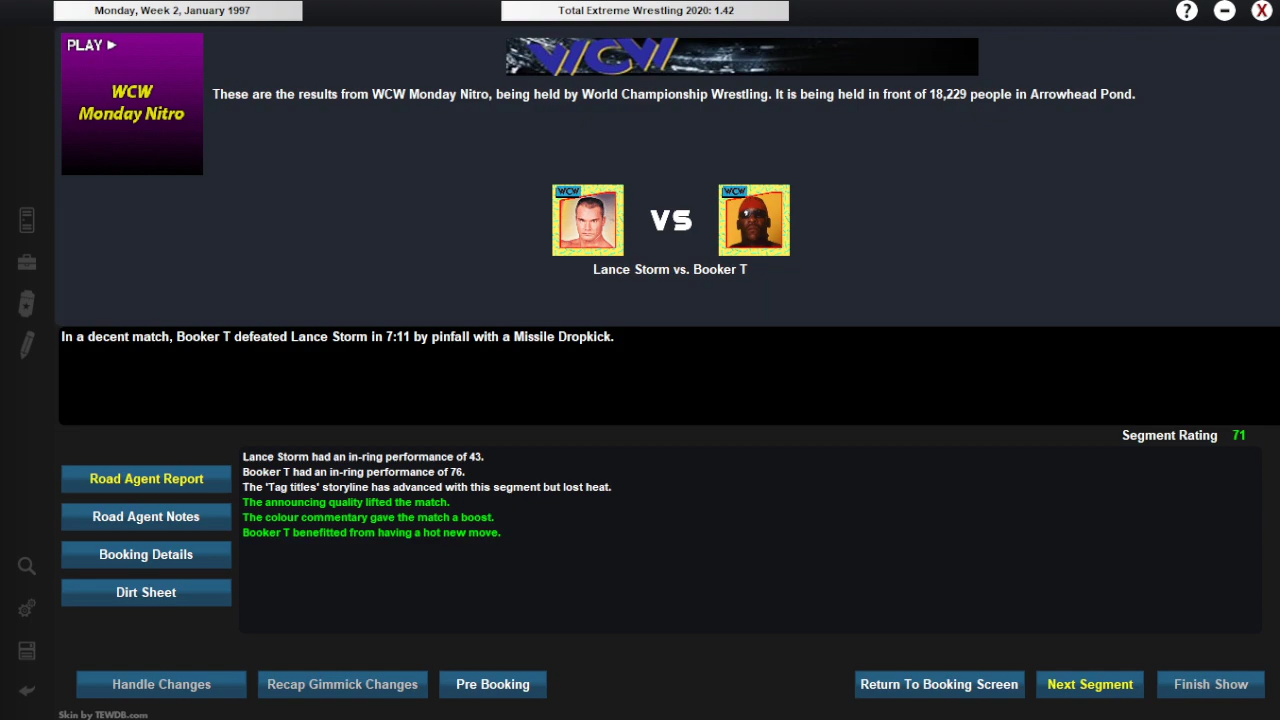 Monday, Week 2, January 1997
Total Extreme Wrestling 2020: 1.42
?
X
PLAY ►
WCW
Monday Nitro
WCW
These are the results from WCW Monday Nitro, being held by World Championship Wrestling. It is being held in front of 18,229 people in Arrowhead Pond.
WCW
VS
WCW
Lance Storm vs. Booker T
In a decent match, Booker T defeated Lance Storm in 7:11 by pinfall with a Missile Dropkick.
Segment Rating 71
Road Agent Report
Road Agent Notes
Booking Details
Dirt Sheet
Lance Storm had an in-ring performance of 43.
Booker T had an in-ring performance of 76.
The 'Tag titles' storyline has advanced with this segment but lost heat.
The announcing quality lifted the match.
The colour commentary gave the match a boost.
Booker T benefitted from having a hot new move.
Handle Changes
Recap Gimmick Changes
Pre Booking
Return To Booking Screen
Next Segment
Finish Show
Skin by TEWDB.com